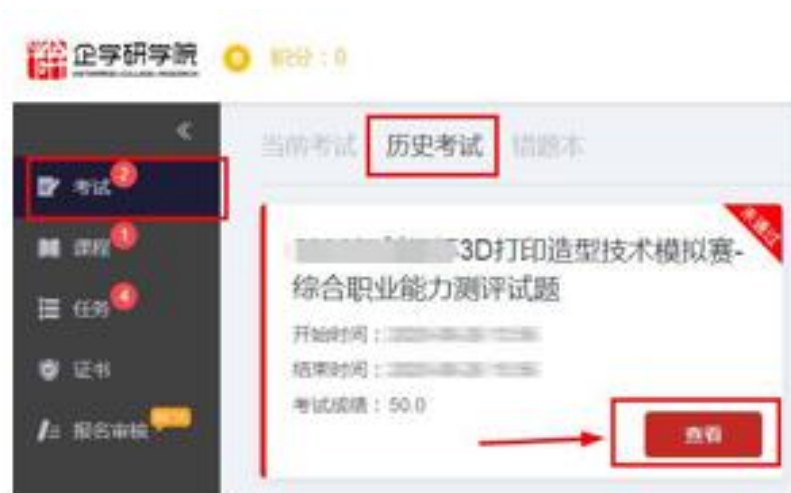 企学研学院
积分：0
当前考试 历史考试 错题本
考试 2
课程 1
任务 4
证书
报名审核
未通过
3D打印造型技术模拟赛-
综合职业能力测评试题
开始时间：
结束时间：
考试成绩：50.0
查看